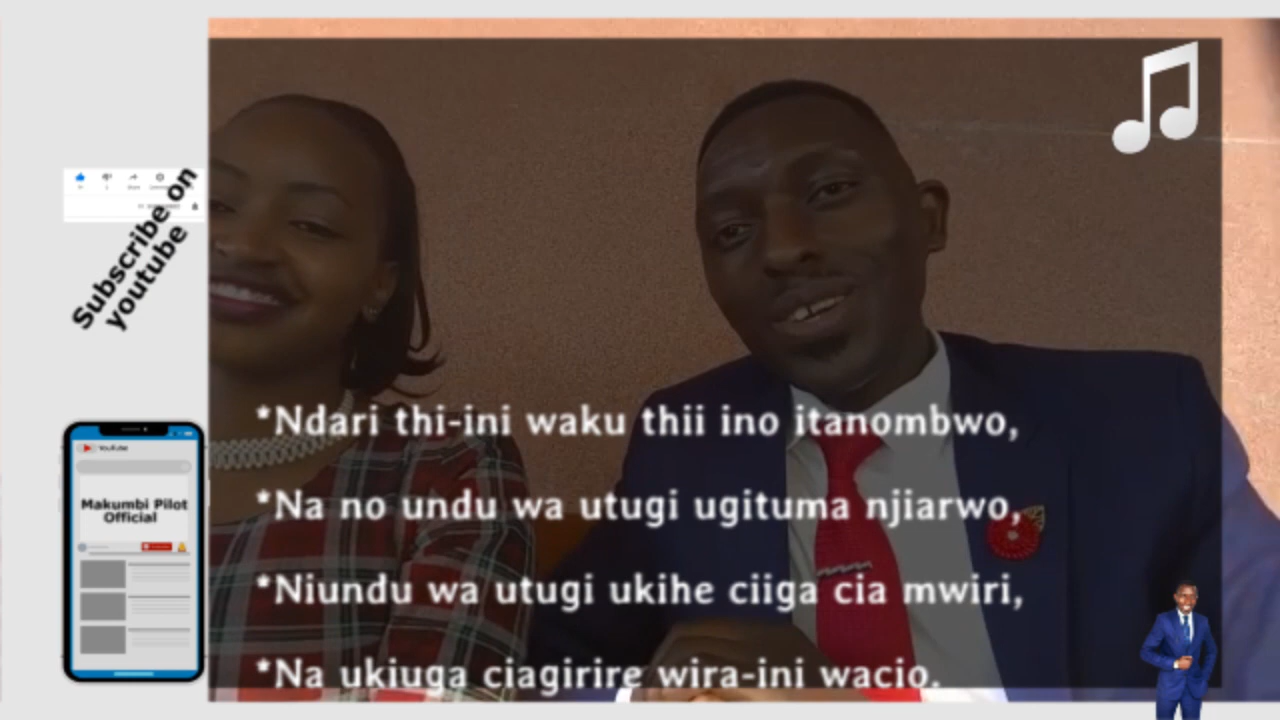 Subscribe on
youtube
YouTube
Makumbi Pilot
Official
*Ndari thi-ini waku thii ino itanombwo,
*Na no undu wa utugi ugituma njiarwo,
*Niundu wa utugi ukihe ciiga cia mwiri,
*Na ukiuga ciagirire wira-ini wacio.